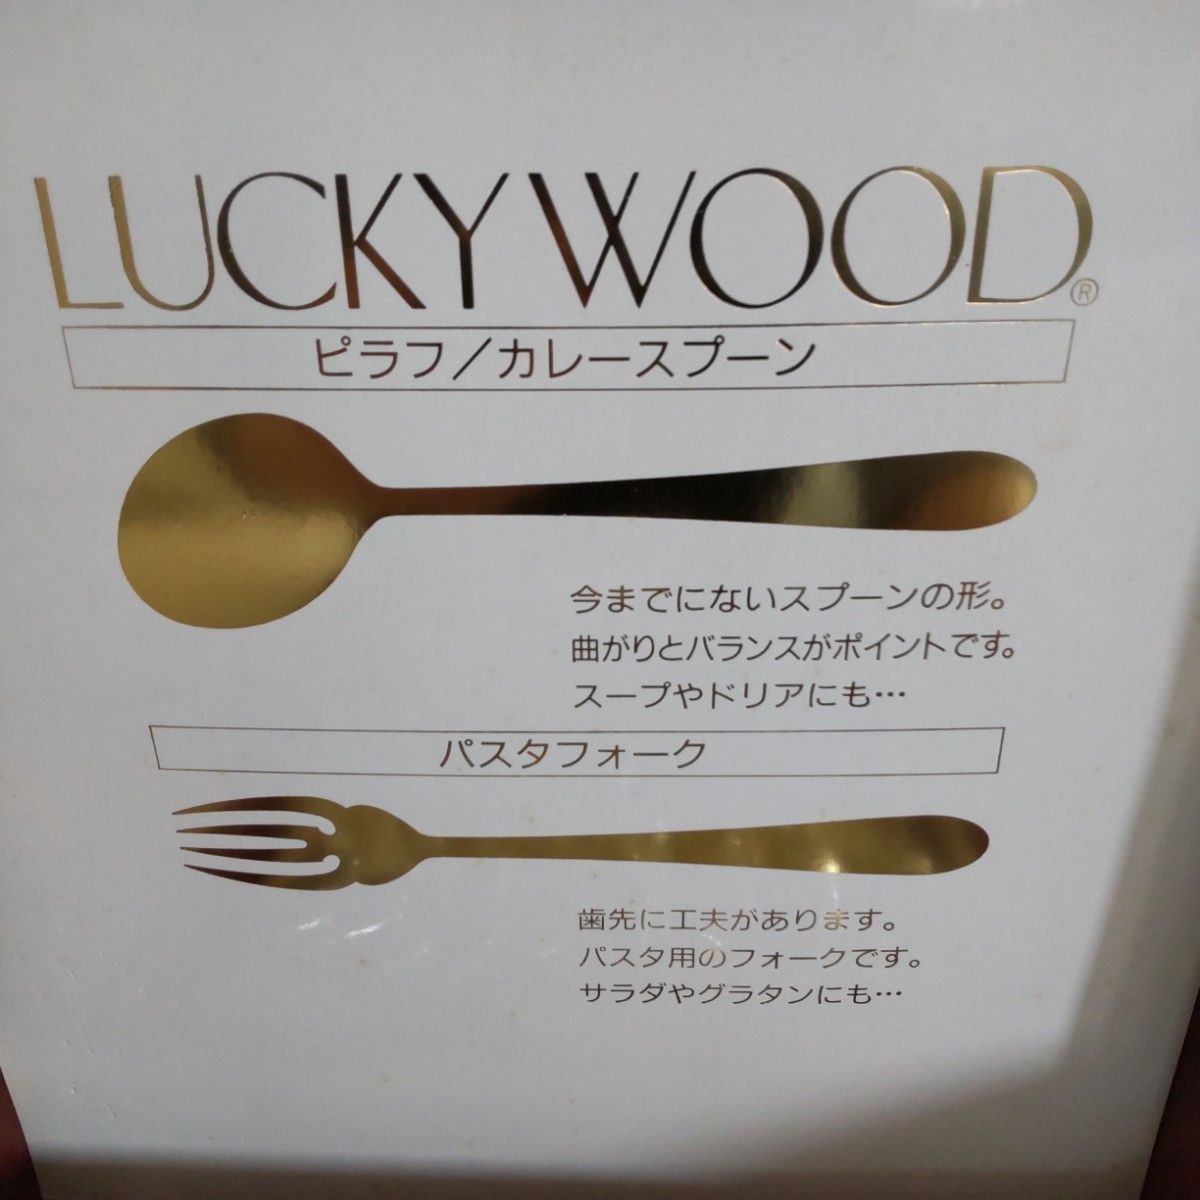 LUCKY WOOD®
ピラフ/カレースプーン
今までにないスプーンの形。
曲がりとバランスがポイントです。
スープやドリアにも…
パスタフォーク
歯先に工夫があります。
パスタ用のフォークです。
サラダやグラタンにも…